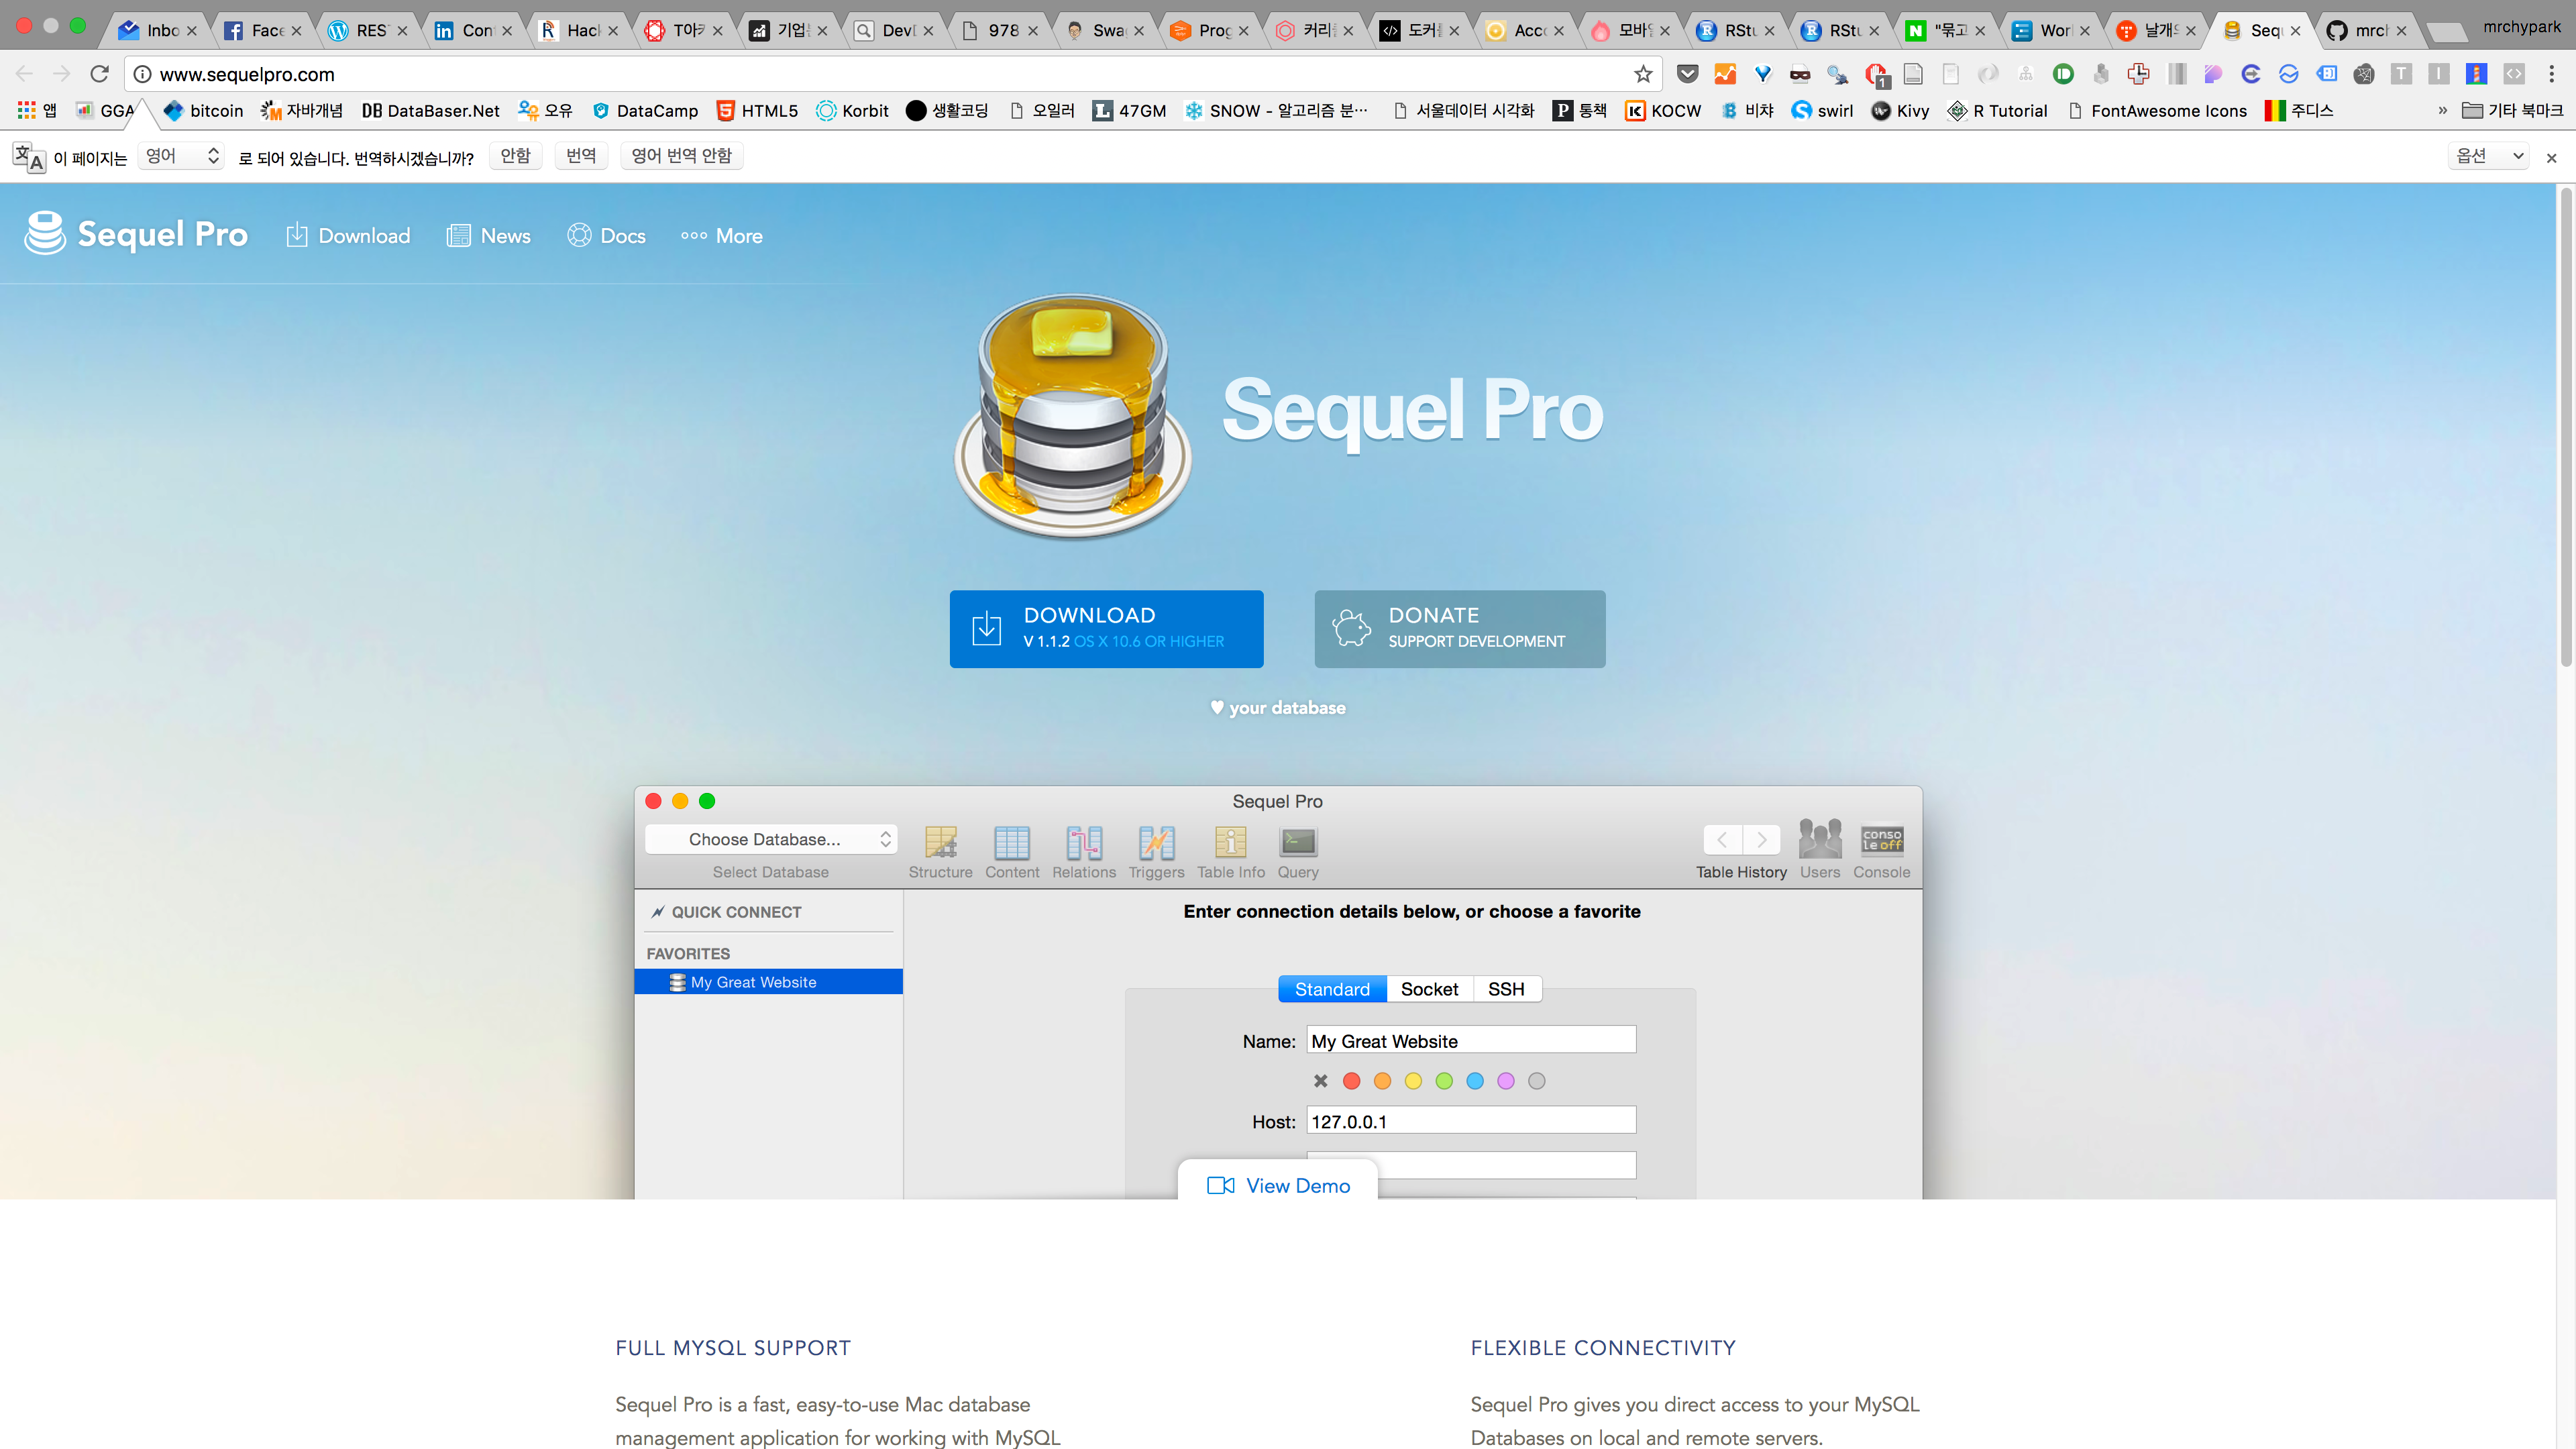 Inbo Face RES Con Hac T아 기업 DevD 978 Swa Prog 커리 도커 Acco 모바 RStu RStu "묶고 Worl 날개 Sequ mrch mrchypark
www.sequelpro.com
1
앱 GGA bitcoin 자바개념 DB DataBaser.Net 오유 DataCamp HTML5 Korbit 생활코딩 오일러 47GM SNOW - 알고리즘 분… 서울데이터 시각화 통책 KOCW 비챠 swirl Kivy R Tutorial FontAwesome Icons 주디스 » 기타 북마크
이 페이지는 영어 로 되어 있습니다. 번역하시겠습니까? 안함 번역 영어 번역 안함 옵션
Sequel Pro Download News Docs More
Sequel Pro
DOWNLOAD
V 1.1.2 OS X 10.6 OR HIGHER
DONATE
SUPPORT DEVELOPMENT
♥ your database
Sequel Pro
Choose Database...
console off
Select Database Structure Content Relations Triggers Table Info Query Table History Users Console
QUICK CONNECT
FAVORITES
My Great Website
Enter connection details below, or choose a favorite
Standard Socket SSH
Name: My Great Website
Host: 127.0.0.1
View Demo
FULL MYSQL SUPPORT
Sequel Pro is a fast, easy-to-use Mac database
management application for working with MySQL
FLEXIBLE CONNECTIVITY
Sequel Pro gives you direct access to your MySQL
Databases on local and remote servers.